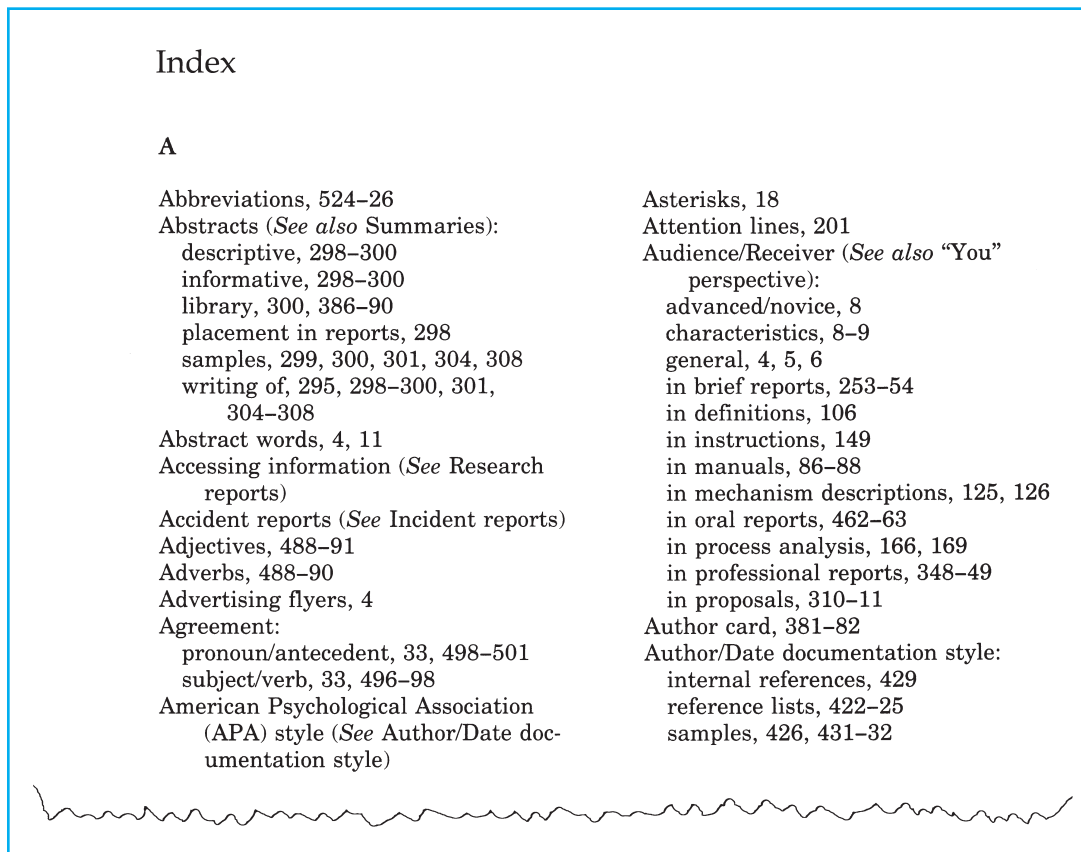 Index
A
Abbreviations, 524–26
Abstracts (See also Summaries):
descriptive, 298–300
informative, 298–300
library, 300, 386–90
placement in reports, 298
samples, 299, 300, 301, 304, 308
writing of, 295, 298–300, 301,
304–308
Abstract words, 4, 11
Accessing information (See Research
reports)
Accident reports (See Incident reports)
Adjectives, 488–91
Adverbs, 488–90
Advertising flyers, 4
Agreement:
pronoun/antecedent, 33, 498–501
subject/verb, 33, 496–98
American Psychological Association
(APA) style (See Author/Date doc-
umentation style)
Asterisks, 18
Attention lines, 201
Audience/Receiver (See also “You”
perspective):
advanced/novice, 8
characteristics, 8–9
general, 4, 5, 6
in brief reports, 253–54
in definitions, 106
in instructions, 149
in manuals, 86–88
in mechanism descriptions, 125, 126
in oral reports, 462–63
in process analysis, 166, 169
in professional reports, 348–49
in proposals, 310–11
Author card, 381–82
Author/Date documentation style:
internal references, 429
reference lists, 422–25
samples, 426, 431–32